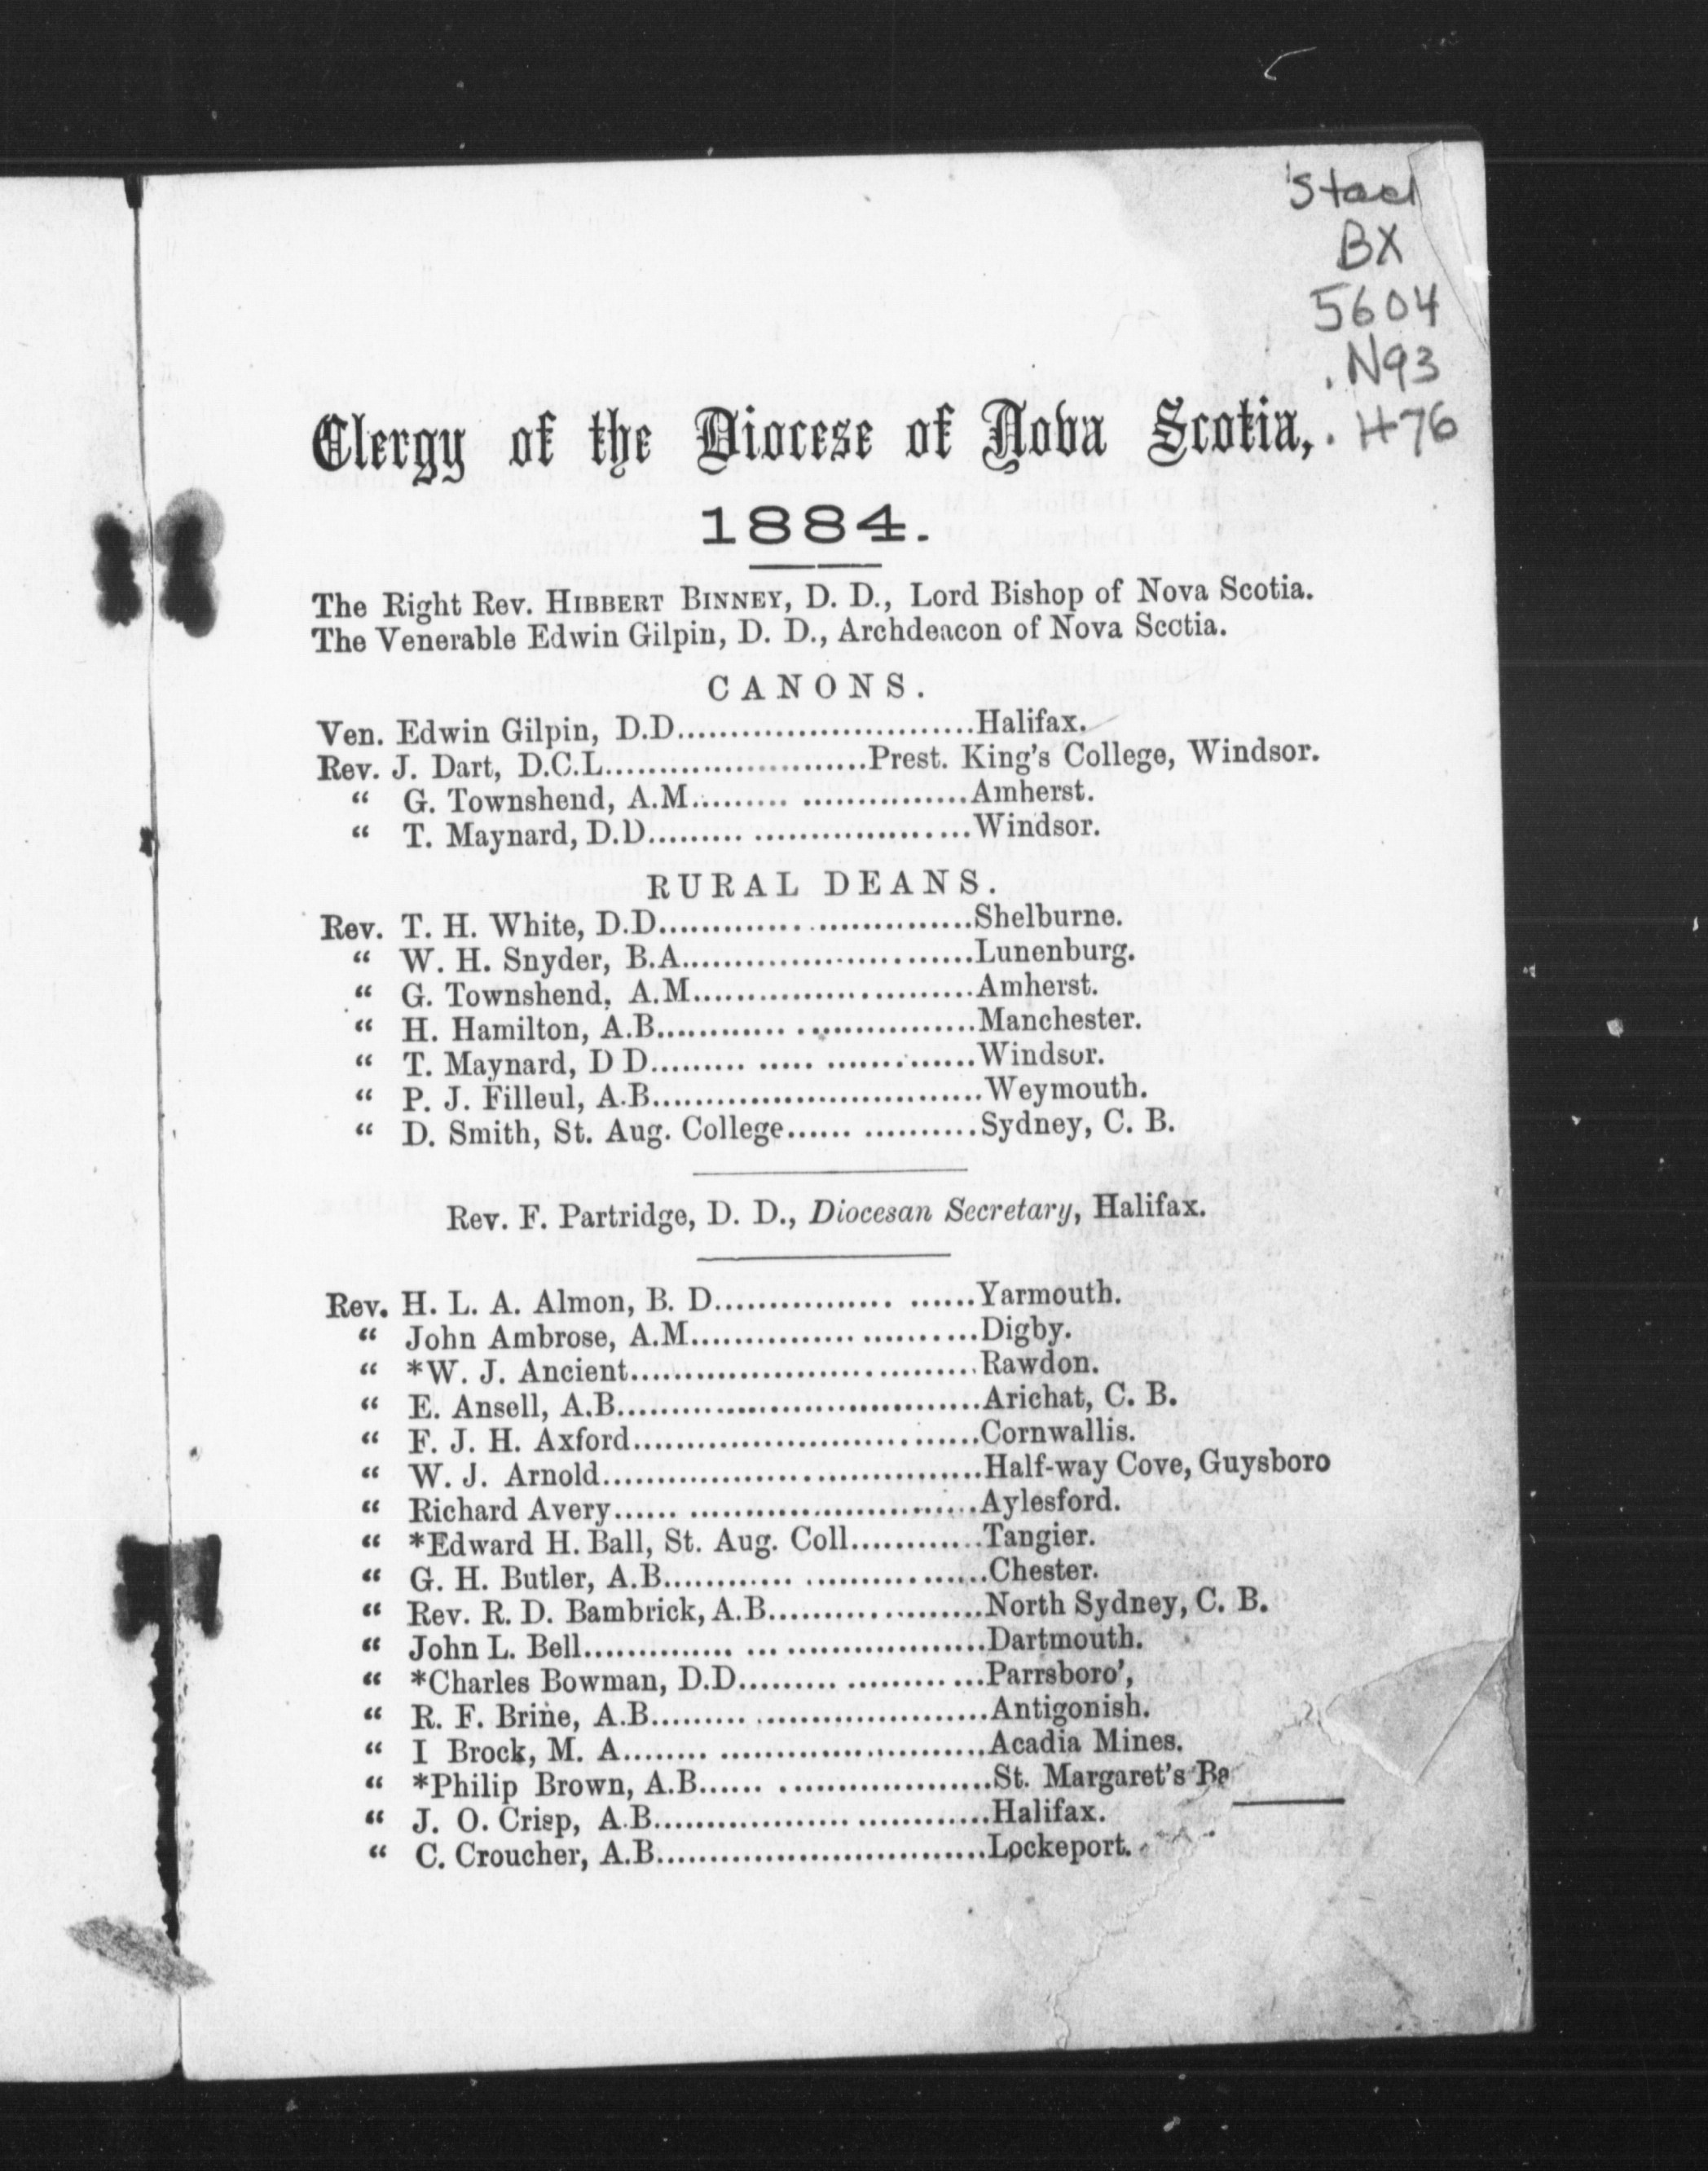 Stacl
BX
5604
.N93
.H76
Clergy of the Diocese of Nova Scotia,
1884.
The Right Rev. HIBBERT BINNEY, D. D., Lord Bishop of Nova Scotia.
The Venerable Edwin Gilpin, D. D., Archdeacon of Nova Scotia.
CANONS.
Ven. Edwin Gilpin, D.D............................Halifax.
Rev. J. Dart, D.C.L.........................Prest. King's College, Windsor.
“ G. Townshend, A.M.......... ................Amherst.
“ T. Maynard, D.D......... .....................Windsor.
RURAL DEANS.
Rev. T. H. White, D.D............... ...............Shelburne.
“ W. H. Snyder, B.A............................Lunenburg.
“ G. Townshend, A.M...........................Amherst.
“ H. Hamilton, A.B............ .................Manchester.
“ T. Maynard, D D......... ..... ..............Windsor.
“ P. J. Filleul, A.B................................Weymouth.
“ D. Smith, St. Aug. College...... ...........Sydney, C. B.
Rev. F. Partridge, D. D., Diocesan Secretary, Halifax.
Rev. H. L. A. Almon, B. D................. ......Yarmouth.
“ John Ambrose, A.M............... ...........Digby.
“ *W. J. Ancient.................................Rawdon.
“ E. Ansell, A.B...................................Arichat, C. B.
“ F. J. H. Axford.................................Cornwallis.
“ W. J. Arnold....................................Half-way Cove, Guysboro
“ Richard Avery...... ............................Aylesford.
“ *Edward H. Ball, St. Aug. Coll.............Tangier.
“ G. H. Butler, A.B............ ..................Chester.
“ Rev. R. D. Bambrick, A.B.....................North Sydney, C. B.
“ John L. Bell.............. ... ...................Dartmouth.
“ *Charles Bowman, D.D......... .............Parrsboro',
“ R. F. Brine, A.B......... .......................Antigonish.
“ I Brock, M. A........ ..........................Acadia Mines.
“ *Philip Brown, A.B...... .....................St. Margaret's Ba
“ J. O. Crisp, A.B................... .............Halifax.
“ C. Croucher, A.B................................Lockeport.